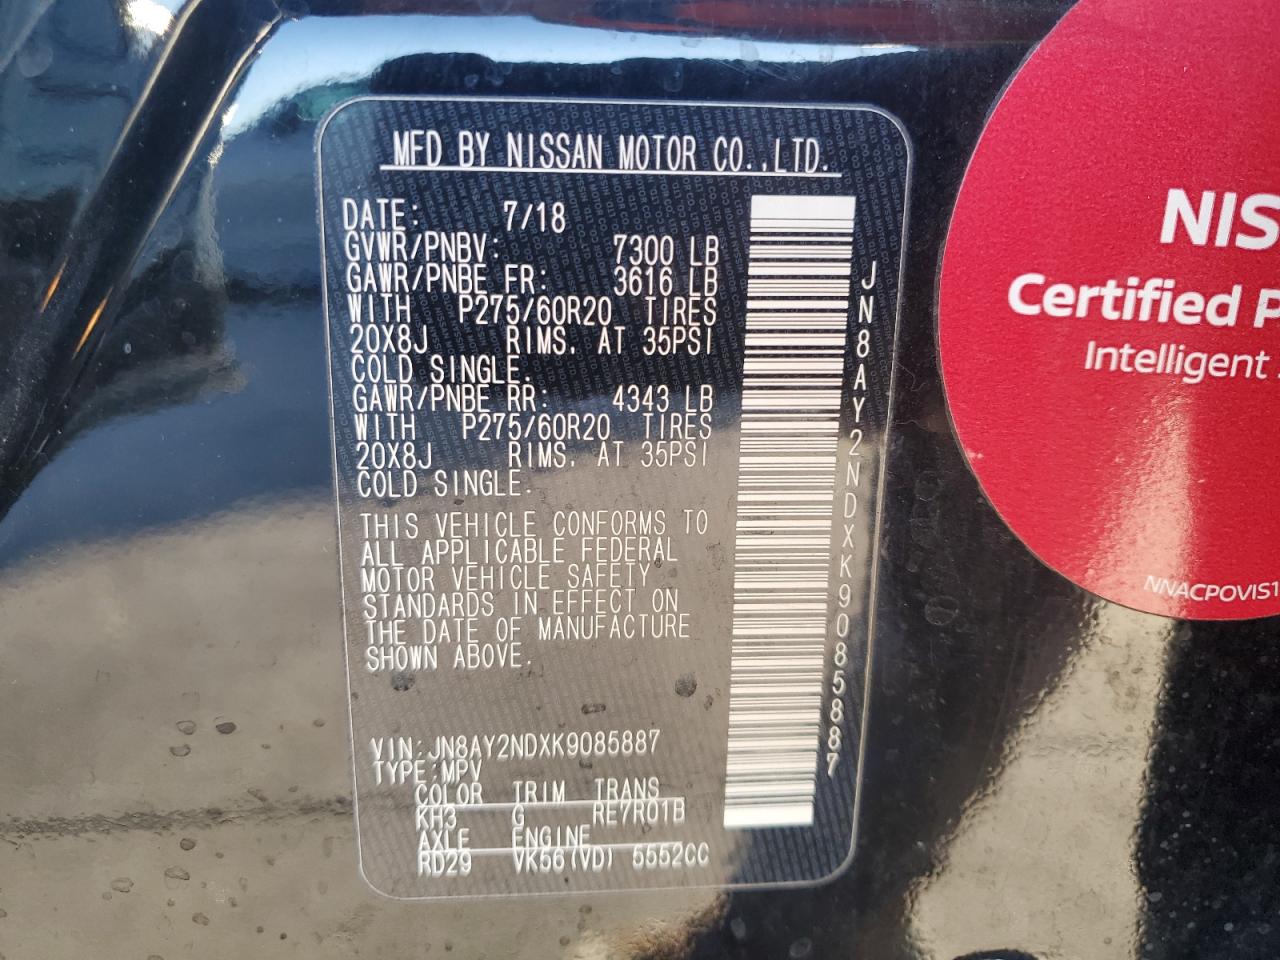 MFD BY NISSAN MOTOR CO.,LTD.
DATE: 7/18
GVWR/PNBV: 7300 LB
GAWR/PNBE FR: 3616 LB
WITH P275/60R20 TIRES
20X8J RIMS, AT 35PSI
COLD SINGLE.
GAWR/PNBE RR: 4343 LB
WITH P275/60R20 TIRES
20X8J RIMS, AT 35PSI
COLD SINGLE.
THIS VEHICLE CONFORMS TO
ALL APPLICABLE FEDERAL
MOTOR VEHICLE SAFETY
STANDARDS IN EFFECT ON
THE DATE OF MANUFACTURE
SHOWN ABOVE.
VIN:JN8AY2NDXK9085887
TYPE:MPV
COLOR TRIM TRANS
KH3 G RE7R01B
AXLE ENGINE
RD29 VK56(VD) 5552CC
JN8AY2NDXK9085887
NIS
Certified P
Intelligent
NNACPOVIS1